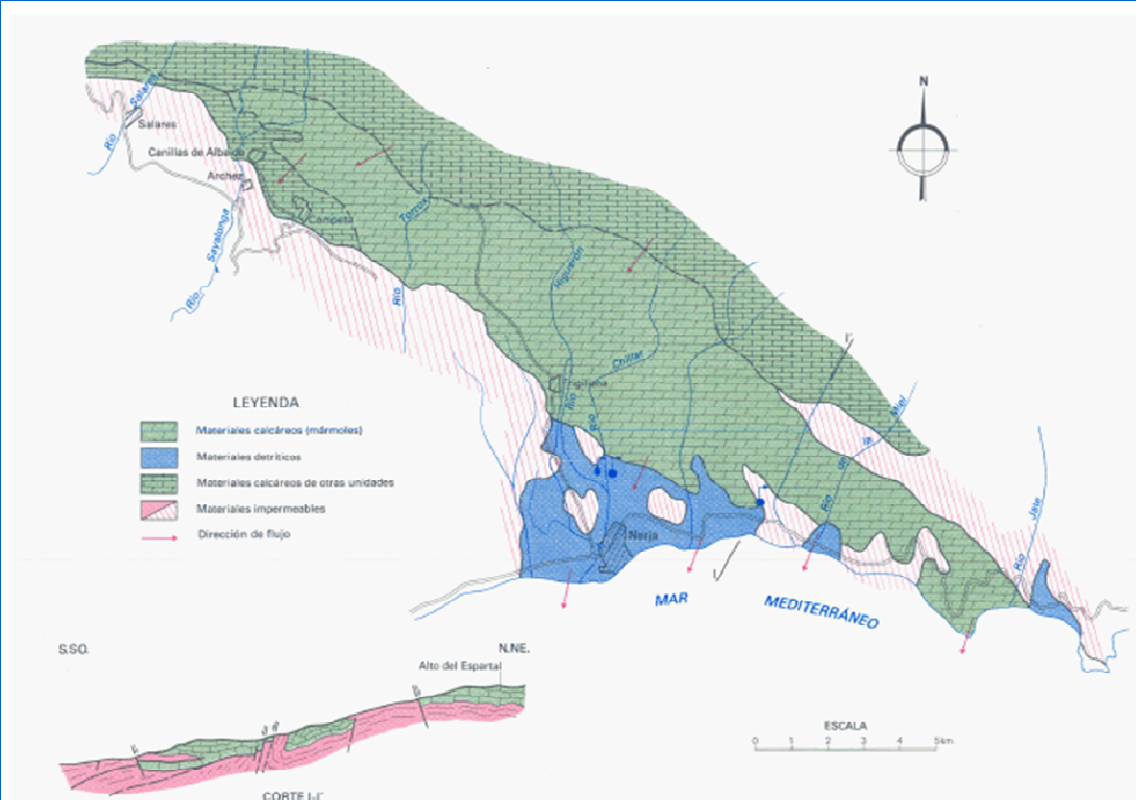 N
Río
Salares
Salares
Canillas de Albaida
Archez
Competa
Río
Sayalonga
Río
Torrox
Higuerón
Chillar
Frigiliana
Río
Río
I'
Río de la Miel
Río
Jate
LEYENDA
Materiales calcáreos (mármoles)
Materiales detríticos
Materiales calcáreos de otras unidades
Materiales impermeables
Dirección de flujo
Nerja
I
MAR MEDITERRÁNEO
S.SO.
N.NE.
Alto del Espartal
CORTE I-I'
ESCALA
0 1 2 3 4 5km.